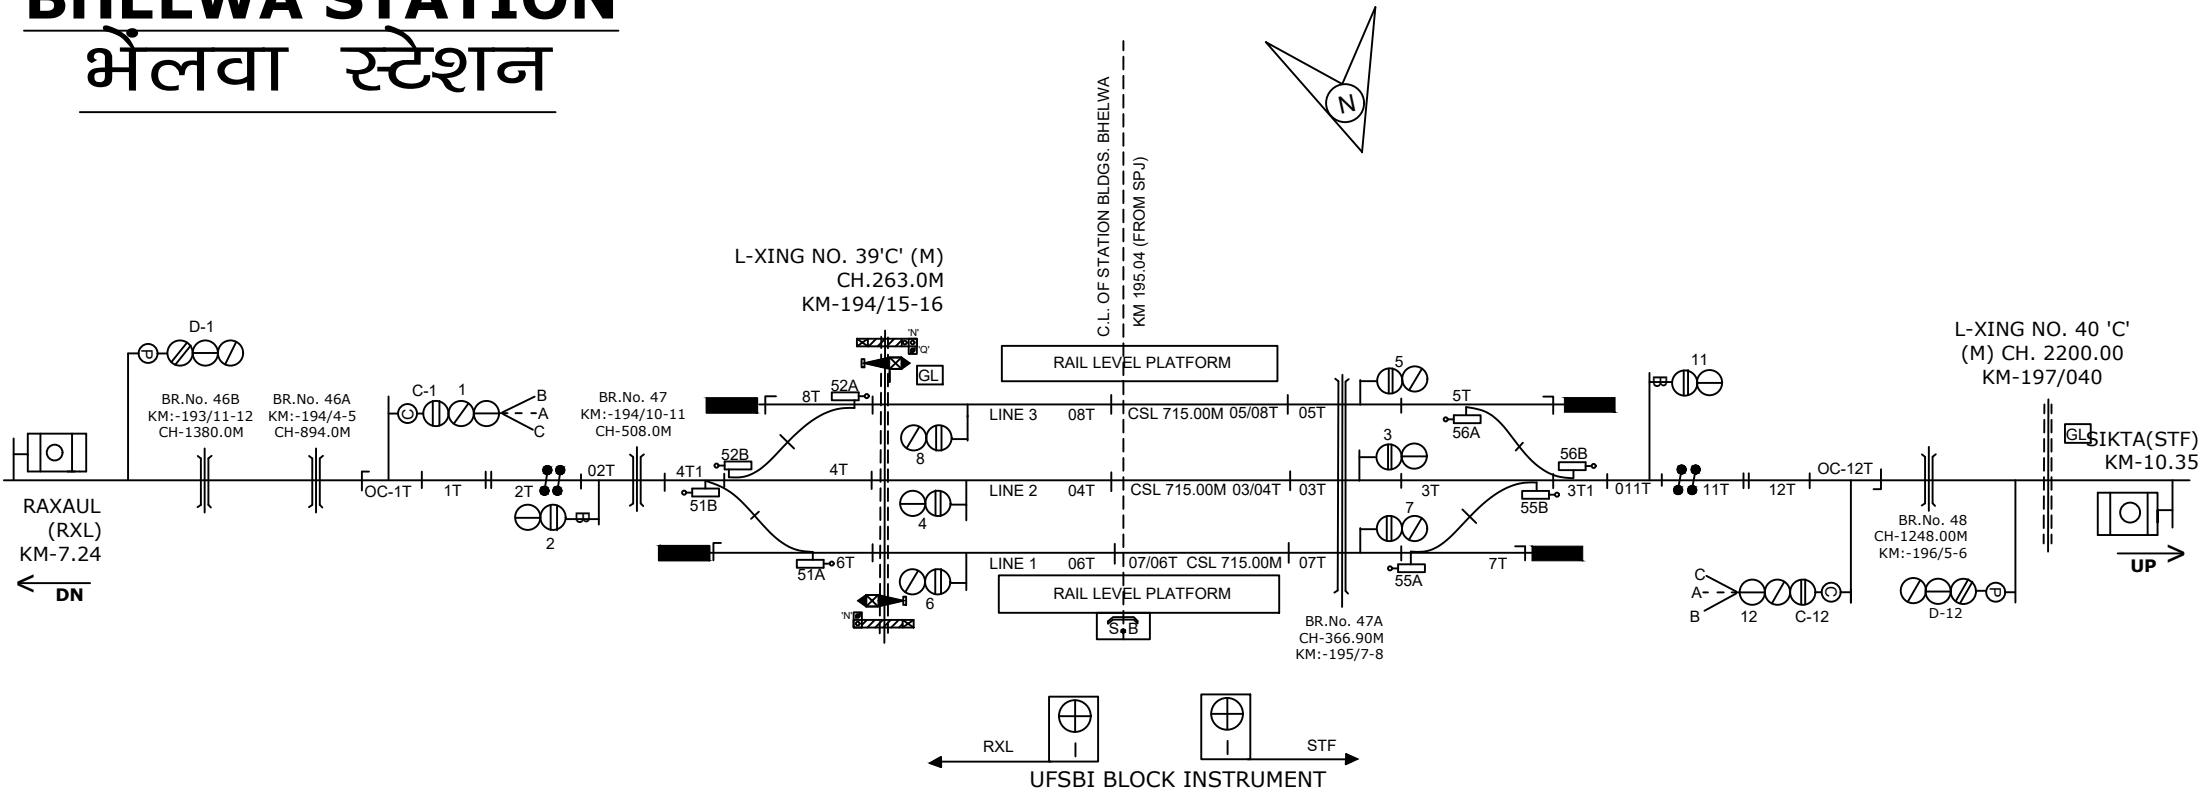 BHELWA STATION
भेंलवा स्टेशन
N
C.L. OF STATION BLDGS. BHELWA
KM 195.04 (FROM SPJ)
L-XING NO. 39'C' (M)
CH.263.0M
KM-194/15-16
L-XING NO. 40 'C'
(M) CH. 2200.00
KM-197/040
D-1
P
BR.No. 46B
KM:-193/11-12
CH-1380.0M
BR.No. 46A
KM:-194/4-5
CH-894.0M
C-1 1
C
B
A
C
BR.No. 47
KM:-194/10-11
CH-508.0M
'N'
'Q'
GL
RAIL LEVEL PLATFORM
5
11
B
52A
8T
LINE 3 08T CSL 715.00M 05/08T 05T
5T
56A
8
3
52B
56B
GL
SIKTA(STF)
KM-10.35
OC-1T 1T 2T 02T 4T1 4T
LINE 2 04T CSL 715.00M 03/04T 03T
3T 3T1 011T 11T 12T OC-12T
RAXAUL
(RXL)
KM-7.24
DN
B
2
51B
4
7
55B
BR.No. 48
CH-1248.00M
KM:-196/5-6
UP
51A
6T
LINE 1 06T 07/06T CSL 715.00M 07T
7T
55A
6
'N'
RAIL LEVEL PLATFORM
S.B
BR.No. 47A
CH-366.90M
KM:-195/7-8
C
A
B
12 C-12
C
D-12
P
RXL
STF
UFSBI BLOCK INSTRUMENT